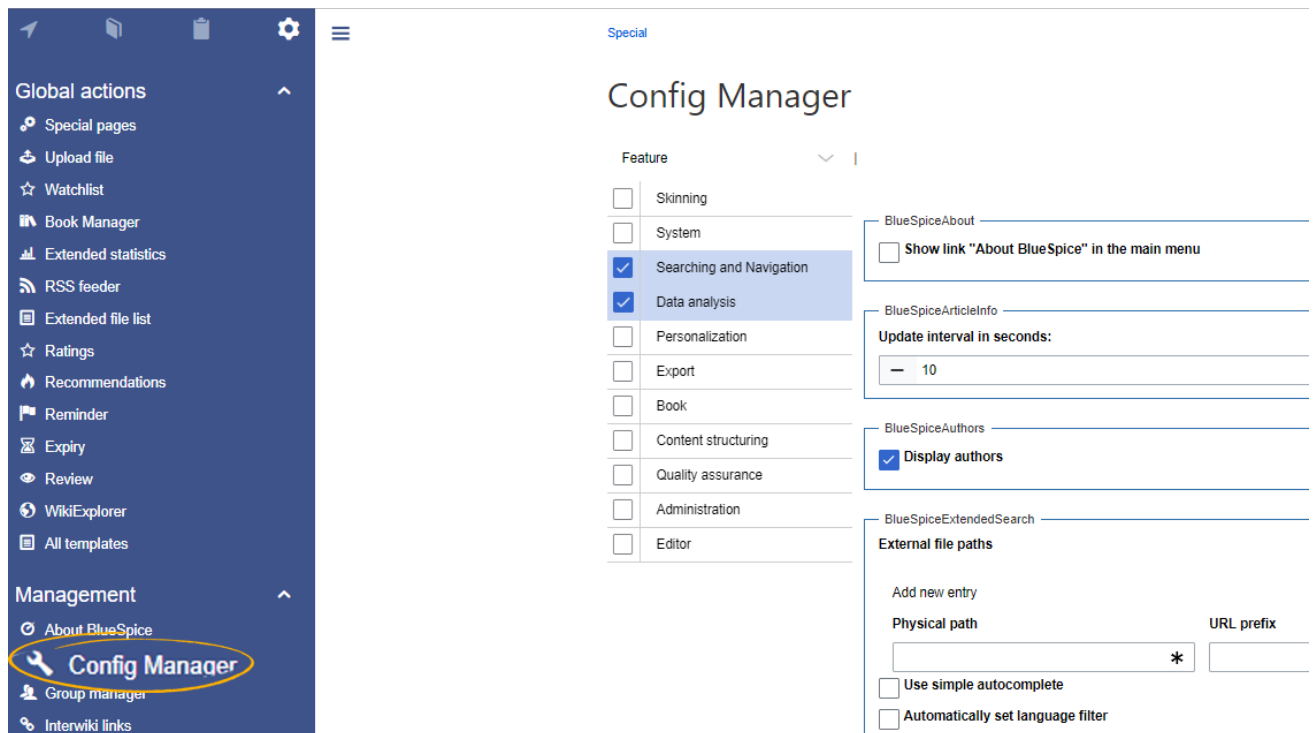 Global actions
Special pages
Upload file
Watchlist
Book Manager
Extended statistics
RSS feeder
Extended file list
Ratings
Recommendations
Reminder
Expiry
Review
WikiExplorer
All templates
Management
About BlueSpice
Config Manager
Group manager
Interwiki links
Special
Config Manager
Feature
Skinning
System
Searching and Navigation
Data analysis
Personalization
Export
Book
Content structuring
Quality assurance
Administration
Editor
BlueSpiceAbout
Show link "About BlueSpice" in the main menu
BlueSpiceArticleInfo
Update interval in seconds:
10
BlueSpiceAuthors
Display authors
BlueSpiceExtendedSearch
External file paths
Add new entry
Physical path URL prefix
Use simple autocomplete
Automatically set language filter